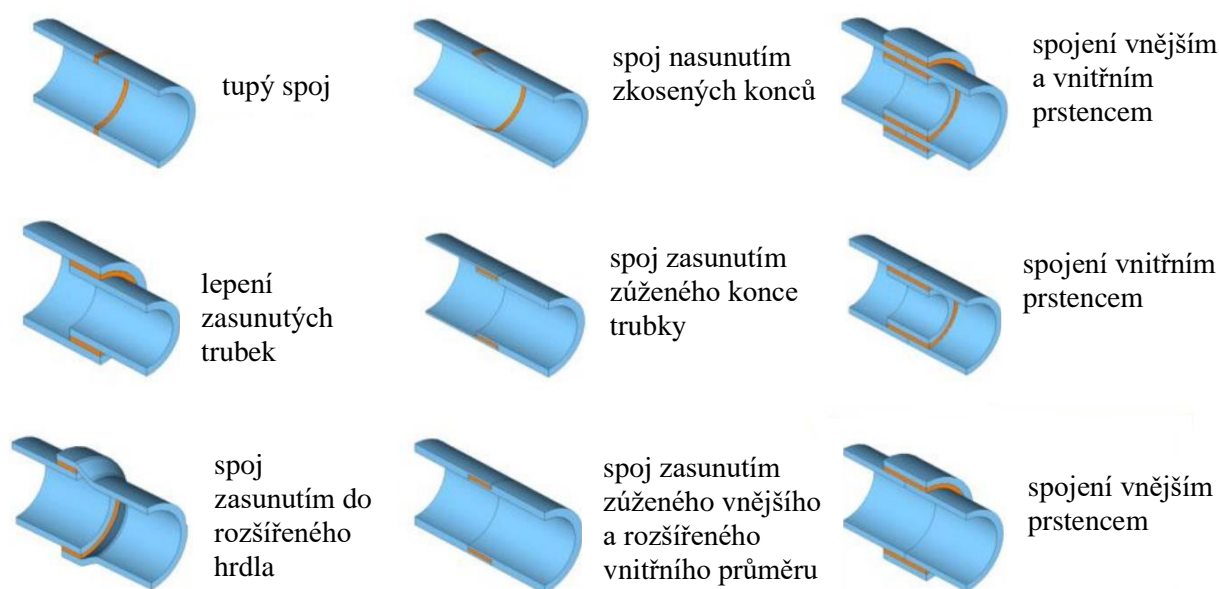 tupý spoj
spoj nasunutím
zkosených konců
spojení vnějším
a vnitřním
prstencem
lepení
zasunutých
trubek
spoj zasunutím
zúženého konce
trubky
spojení vnitřním
prstencem
spoj
zasunutím do
rozšířeného
hrdla
spoj zasunutím
zúženého vnějšího
a rozšířeného
vnitřního průměru
spojení vnějším
prstencem